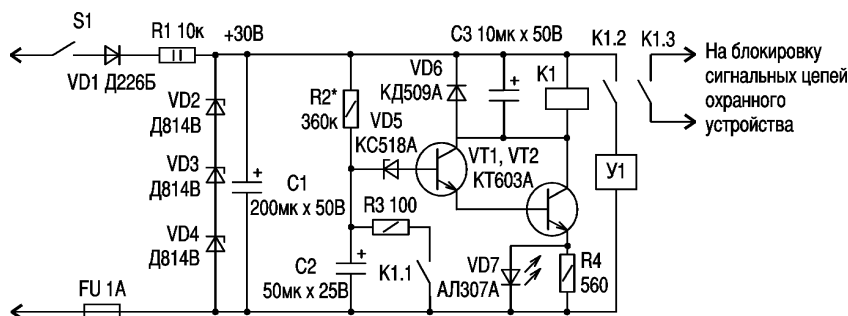 S1
R1 10к
+30В
C3 10мк x 50В
K1.2
K1.3
На блокировку
сигнальных цепей
охранного
устройства
VD1 Д226Б
VD6
КД509А
K1
VD2
Д814В
R2*
360к
VD5
КС518А
VT1, VT2
КТ603А
У1
VD3
Д814В
C1
200мк x 50В
R3 100
VD4
Д814В
C2
50мк x 25В
K1.1
VD7
АЛ307А
R4
560
FU 1А